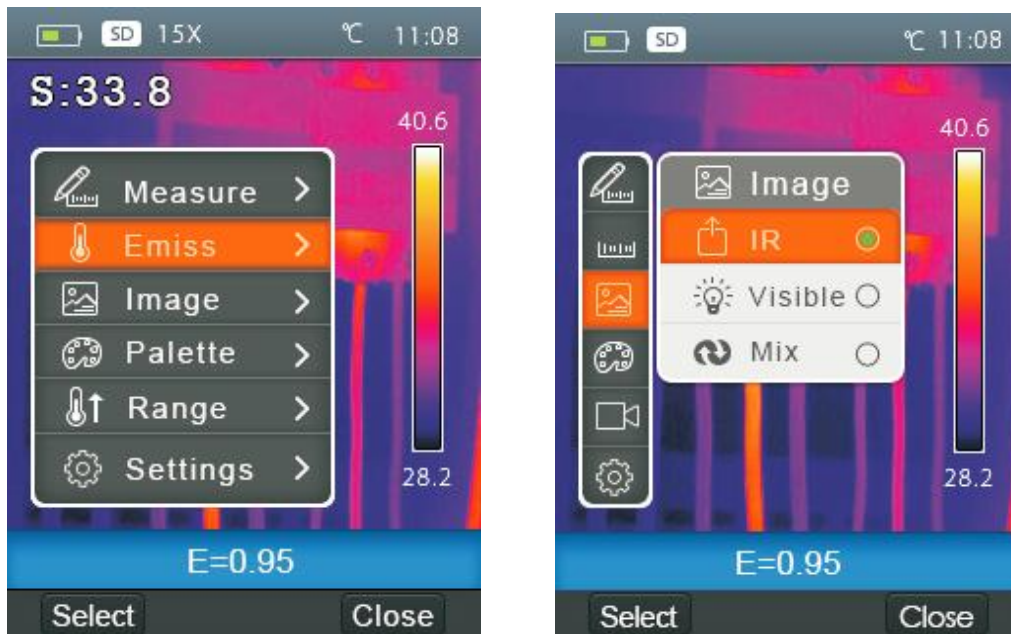 SD 15X ℃ 11:08
S:33.8
40.6
Measure
Emiss
Image
Palette
Range
Settings
28.2
E=0.95
Select Close
SD ℃ 11:08
40.6
Image
IR
Visible
Mix
28.2
E=0.95
Select Close